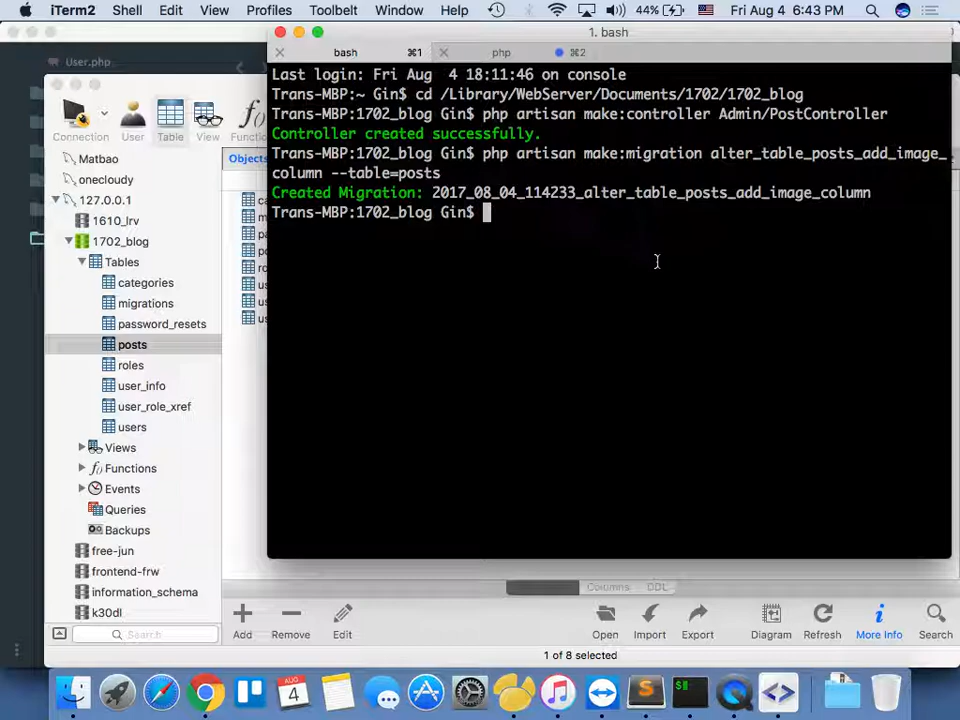 iTerm2 Shell Edit View Profiles Toolbelt Window Help 44% Fri Aug 4 6:43 PM
1. bash
User.php
bash ⌘1 php ⌘2
Last login: Fri Aug  4 18:11:46 on console
Trans-MBP:~ Gin$ cd /Library/WebServer/Documents/1702/1702_blog
Trans-MBP:1702_blog Gin$ php artisan make:controller Admin/PostController
Controller created successfully.
Trans-MBP:1702_blog Gin$ php artisan make:migration alter_table_posts_add_image_
column --table=posts
Created Migration: 2017_08_04_114233_alter_table_posts_add_image_column
Trans-MBP:1702_blog Gin$
Connection User Table View
Objects
Matbao
onecloudy
127.0.0.1
1610_lrv
1702_blog
Tables
categories
migrations
password_resets
posts
roles
user_info
user_role_xref
users
Views
Functions
Events
Queries
Backups
free-jun
frontend-frw
information_schema
k30dl
Search
Columns DDL
Add Remove Edit Open Import Export Diagram Refresh More Info Search
1 of 8 selected
AUG
4